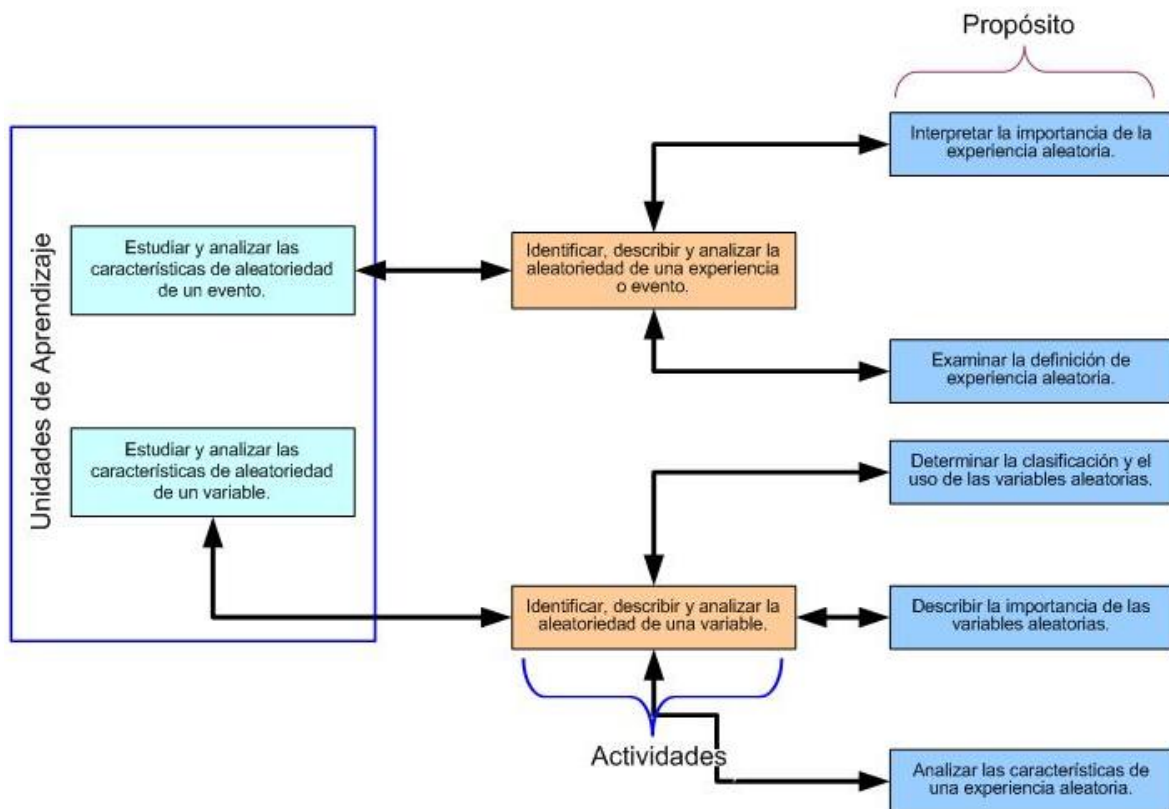 Propósito
Interpretar la importancia de la
experiencia aleatoria.
Unidades de Aprendizaje
Estudiar y analizar las
características de aleatoriedad
de un evento.
Identificar, describir y analizar la
aleatoriedad de una experiencia
o evento.
Examinar la definición de
experiencia aleatoria.
Estudiar y analizar las
características de aleatoriedad
de un variable.
Determinar la clasificación y el
uso de las variables aleatorias.
Identificar, describir y analizar la
aleatoriedad de una variable.
Describir la importancia de las
variables aleatorias.
Actividades
Analizar las características de
una experiencia aleatoria.